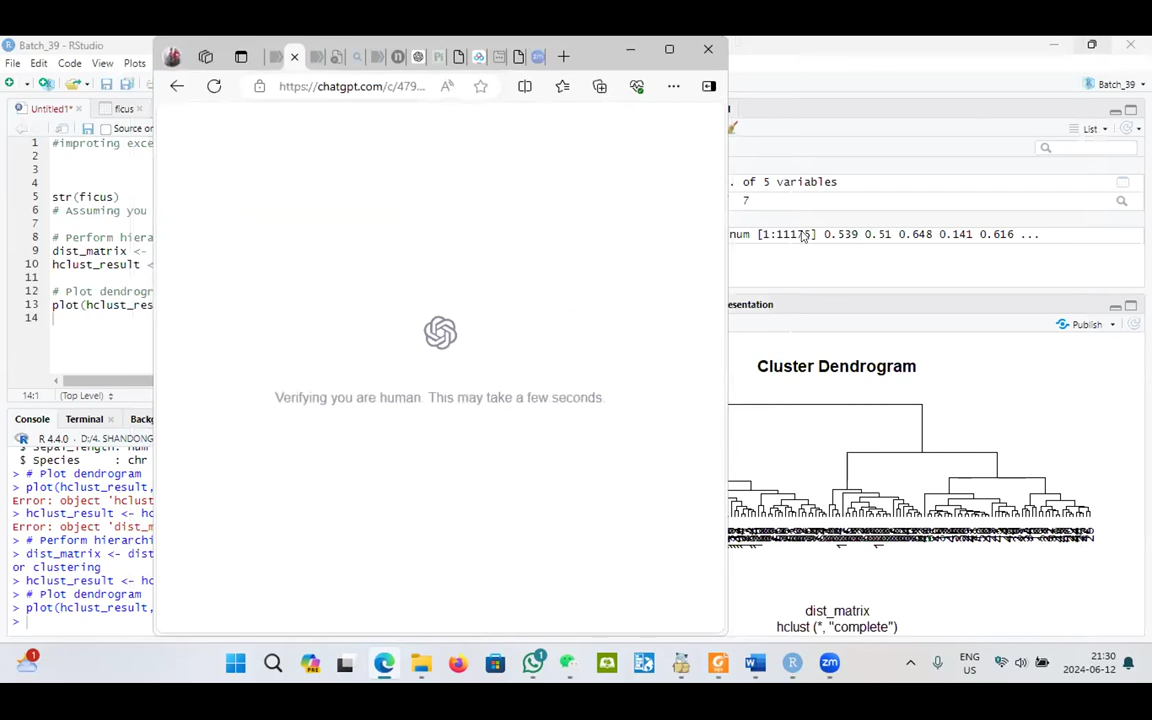 Batch_39 - RStudio
File Edit Code View Plots
Untitled1*
ficus
Source on
1 #improting exce
2
3
4
5 str(ficus)
6 # Assuming you
7
8 # Perform hiera
9 dist_matrix <-
10 hclust_result <
11
12 # Plot dendrogr
13 plot(hclust_res
14
14:1 (Top Level)
Console Terminal Backg
R 4.4.0 · D:/4. SHANDONG
$ Sepal_length: num
$ Species : chr
> # Plot dendrogram
> plot(hclust_result,
Error: object 'hclust
> hclust_result <- hc
Error: object 'dist_m
> # Perform hierarchi
> dist_matrix <- dist
or clustering
> hclust_result <- hc
> # Plot dendrogram
> plot(hclust_result,
>
https://chatgpt.com/c/479...
Verifying you are human. This may take a few seconds.
Batch_39
List
. of 5 variables
7
num [1:11175] 0.539 0.51 0.648 0.141 0.616 ...
esentation
Publish
Cluster Dendrogram
dist_matrix
hclust (*, "complete")
1
PRE
1
ENG
US
21:30
2024-06-12